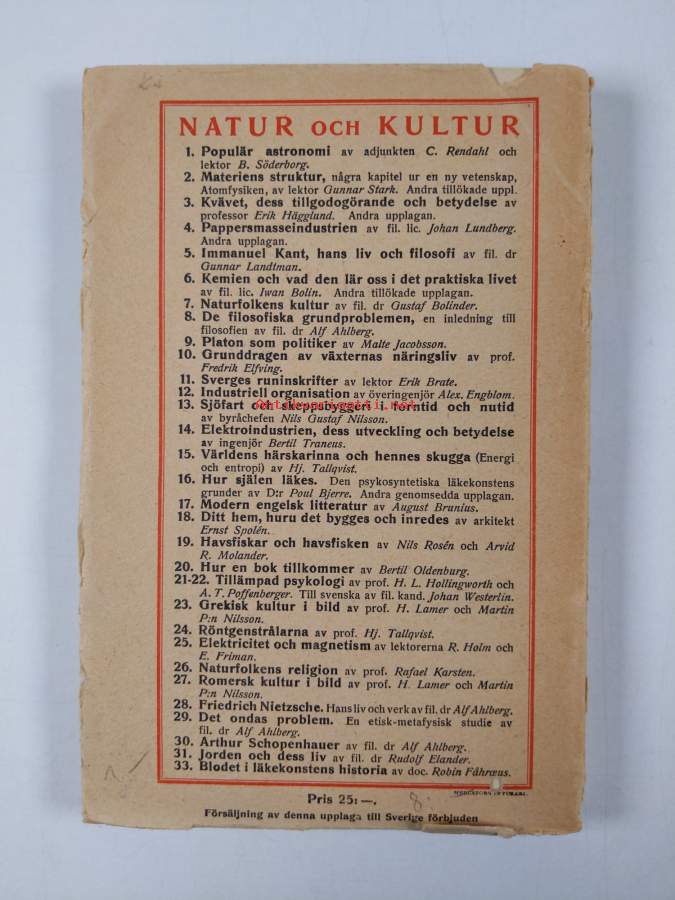 NATUR OCH KULTUR
1. Populär astronomi av adjunkten C. Rendahl och
lektor B. Söderborg.
2. Materiens struktur, några kapitel ur en ny vetenskap,
Atomfysiken, av lektor Gunnar Stark. Andra tillökade uppl.
3. Kvävet, dess tillgodogörande och betydelse av
professor Erik Hägglund. Andra upplagan.
4. Pappersmasseindustrien av fil. lic. Johan Lundberg.
Andra upplagan.
5. Immanuel Kant, hans liv och filosofi av fil. dr
Gunnar Landtman.
6. Kemien och vad den lär oss i det praktiska livet
av fil. lic. Iwan Bolin. Andra tillökade upplagan.
7. Naturfolkens kultur av fil. dr Gustaf Bolinder.
8. De filosofiska grundproblemen, en inledning till
filosofien av fil. dr Alf Ahlberg.
9. Platon som politiker av Malte Jacobsson.
10. Grunddragen av växternas näringsliv av prof.
Fredrik Elfving.
11. Sverges runinskrifter av lektor Erik Brate.
12. Industriell organisation av överingenjör Alex. Engblom.
13. Sjöfart och skeppsbyggeri i forntid och nutid
av byråchefen Nils Gustaf Nilsson.
14. Elektroindustrien, dess utveckling och betydelse
av ingenjör Bertil Traneus.
15. Världens härskarinna och hennes skugga (Energi
och entropi) av Hj. Tallqvist.
16. Hur själen läkes. Den psykosyntetiska läkekonstens
grunder av D:r Poul Bjerre. Andra genomsedda upplagan.
17. Modern engelsk litteratur av August Brunius.
18. Ditt hem, huru det bygges och inredes av arkitekt
Ernst Spolén.
19. Havsfiskar och havsfisken av Nils Rosén och Arvid
R. Molander.
20. Hur en bok tillkommer av Bertil Oldenburg.
21-22. Tillämpad psykologi av prof. H. L. Hollingworth och
A. T. Poffenberger. Till svenska av fil. kand. Johan Westerlin.
23. Grekisk kultur i bild av prof. H. Lamer och Martin
P:n Nilsson.
24. Röntgenstrålarna av prof. Hj. Tallqvist.
25. Elektricitet och magnetism av lektorerna R. Holm och
E. Friman.
26. Naturfolkens religion av prof. Rafael Karsten.
27. Romersk kultur i bild av prof. H. Lamer och Martin
P:n Nilsson.
28. Friedrich Nietzsche. Hans liv och verk av fil. dr Alf Ahlberg.
29. Det ondas problem. En etisk-metafysisk studie av
fil. dr Alf Ahlberg.
30. Arthur Schopenhauer av fil. dr Alf Ahlberg.
31. Jorden och dess liv av fil. dr Rudolf Elander.
33. Blodet i läkekonstens historia av doc. Robin Fåhræus.
Pris 25:—.
8:
Försäljning av denna upplaga till Sverige förbjuden